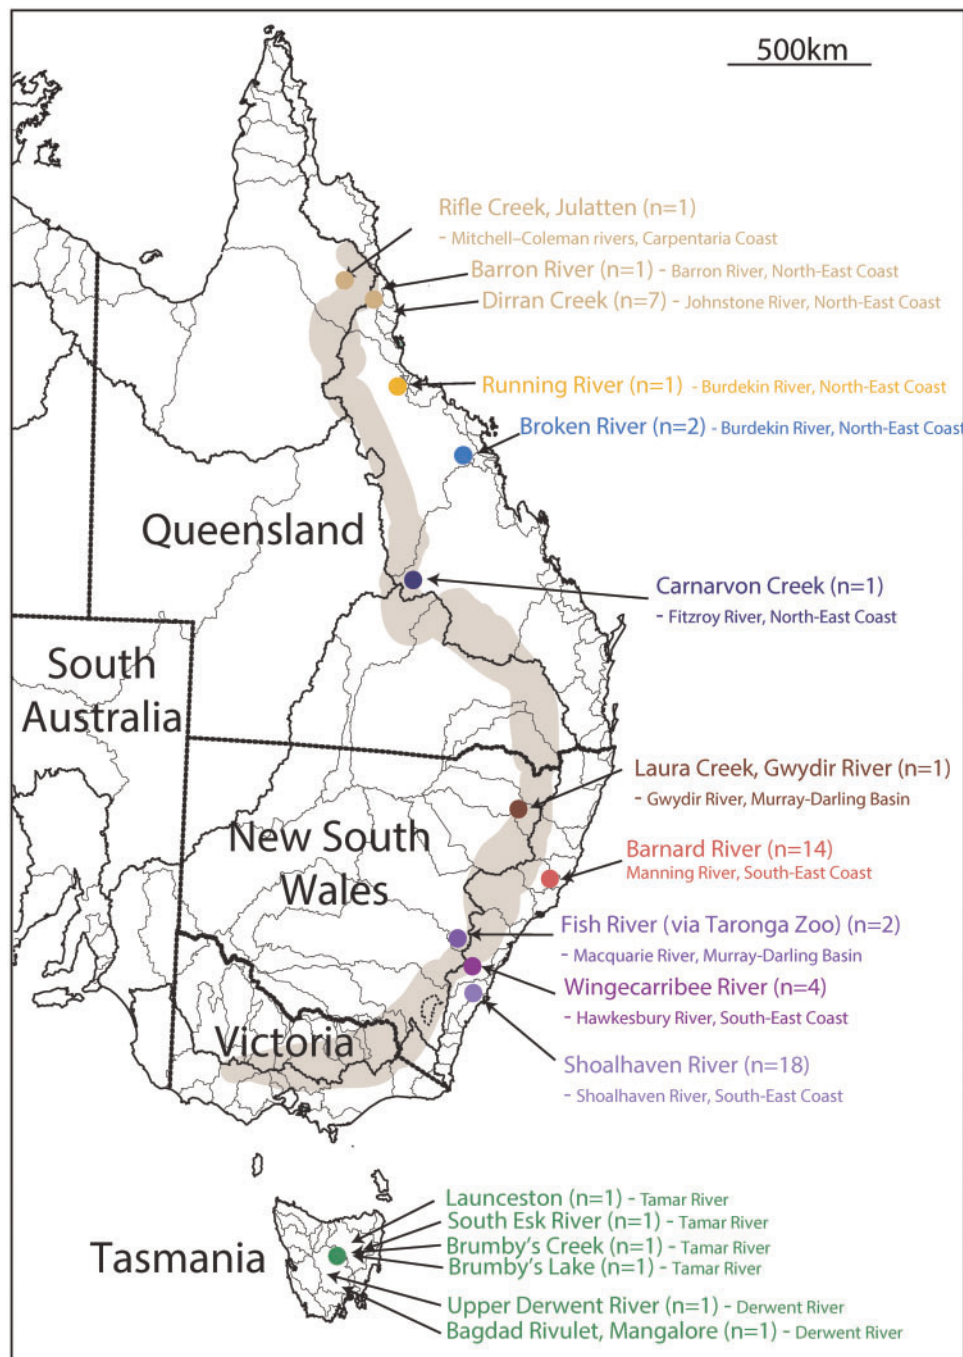 500km
Rifle Creek, Julatten (n=1)
- Mitchell–Coleman rivers, Carpentaria Coast
Barron River (n=1) - Barron River, North-East Coast
Dirran Creek (n=7) - Johnstone River, North-East Coast
Running River (n=1) - Burdekin River, North-East Coast
Broken River (n=2) - Burdekin River, North-East Coast
Queensland
Carnarvon Creek (n=1)
- Fitzroy River, North-East Coast
South
Australia
Laura Creek, Gwydir River (n=1)
- Gwydir River, Murray-Darling Basin
New South
Wales
Barnard River (n=14)
Manning River, South-East Coast
Fish River (via Taronga Zoo) (n=2)
- Macquarie River, Murray-Darling Basin
Wingecarribee River (n=4)
- Hawkesbury River, South-East Coast
Victoria
Shoalhaven River (n=18)
- Shoalhaven River, South-East Coast
Launceston (n=1) - Tamar River
South Esk River (n=1) - Tamar River
Brumby's Creek (n=1) - Tamar River
Brumby's Lake (n=1) - Tamar River
Tasmania
Upper Derwent River (n=1) - Derwent River
Bagdad Rivulet, Mangalore (n=1) - Derwent River